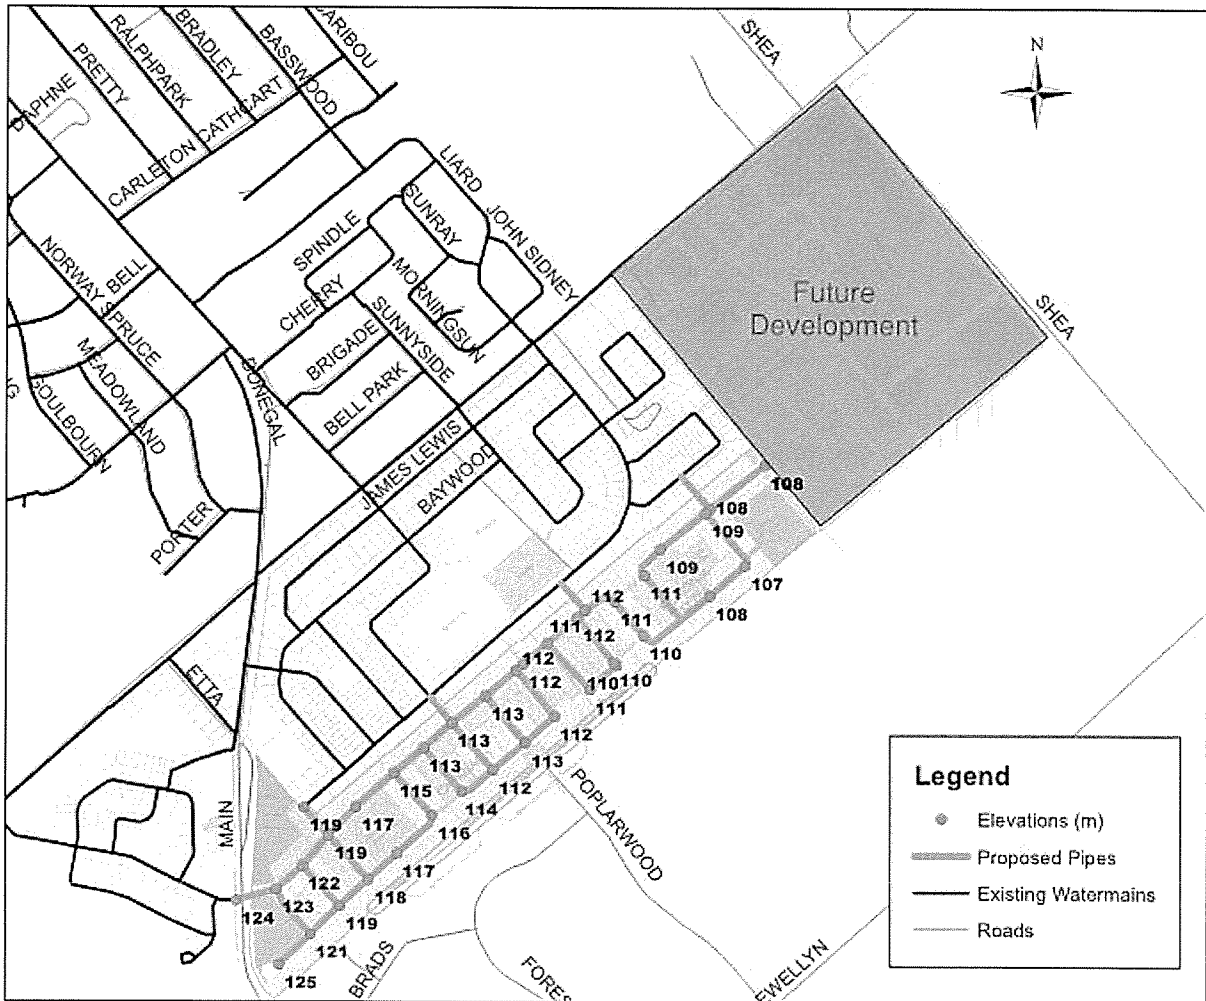 CARIBOU
BRADLEY
RALPHPARK
BASSWOOD
PRETTY
DAPHNE
CATHCART
CARLETON
SHEA
N
LIARD
SUNRAY
JOHN SIDNEY
SPINDLE
MORNINGSUN
CHERRY
SUNNYSIDE
BELL
NORWAY SPRUCE
BRIGADE
MEADOWLAND
GOULBOURN
CONEGAL
BELL PARK
JAMES LEWIS
BAYWOOD
PORTER
Future
Development
SHEA
108
108
109
109
107
111
108
112
111
111
112
110
112
110
110
112
111
113
112
113
113
113
112
115
114
119
117
116
119
117
122
118
123
119
124
121
125
ETTA
MAIN
POPLARWOOD
BRADS
FORES
EWELLYN
Legend
Elevations (m)
Proposed Pipes
Existing Watermains
Roads